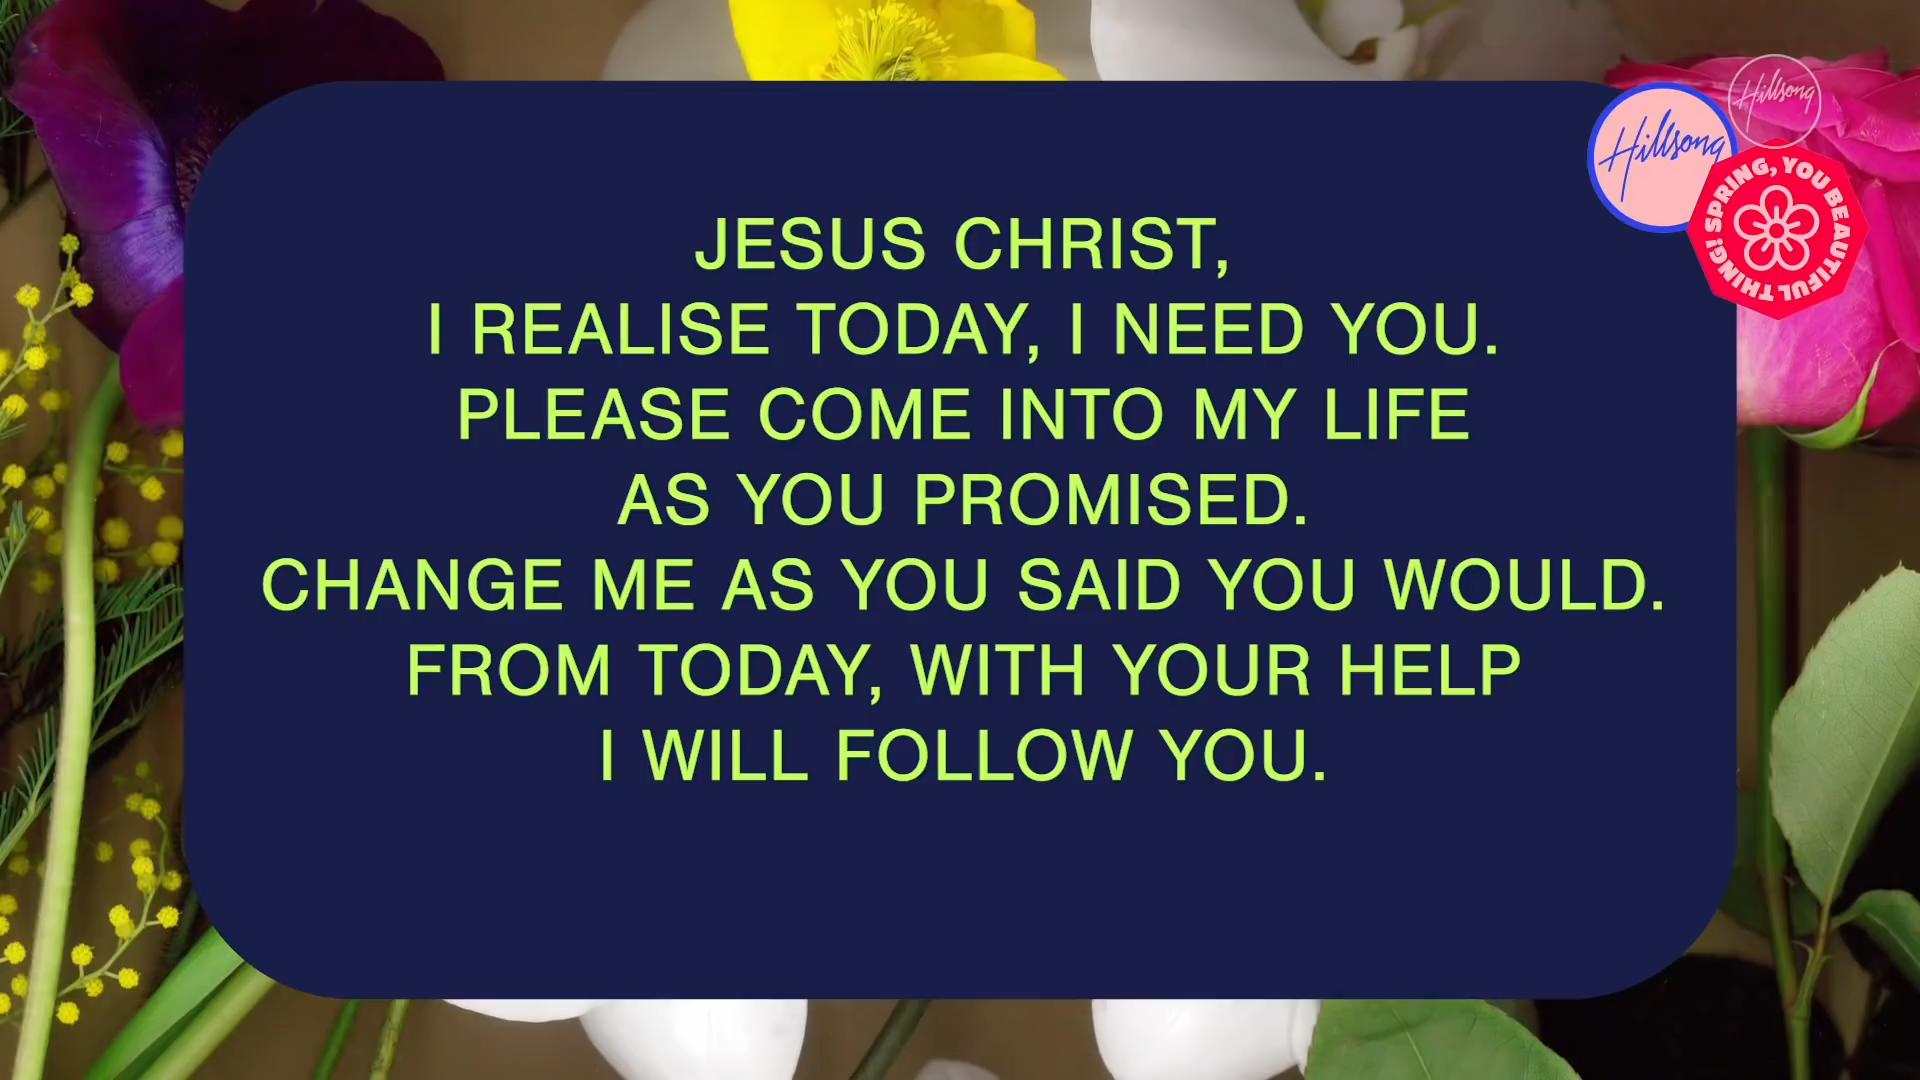 JESUS CHRIST,
I REALISE TODAY, I NEED YOU.
PLEASE COME INTO MY LIFE
AS YOU PROMISED.
CHANGE ME AS YOU SAID YOU WOULD.
FROM TODAY, WITH YOUR HELP
I WILL FOLLOW YOU.
Hillsong
Hillsong
SPRING, YOU BEAUTIFUL THING!